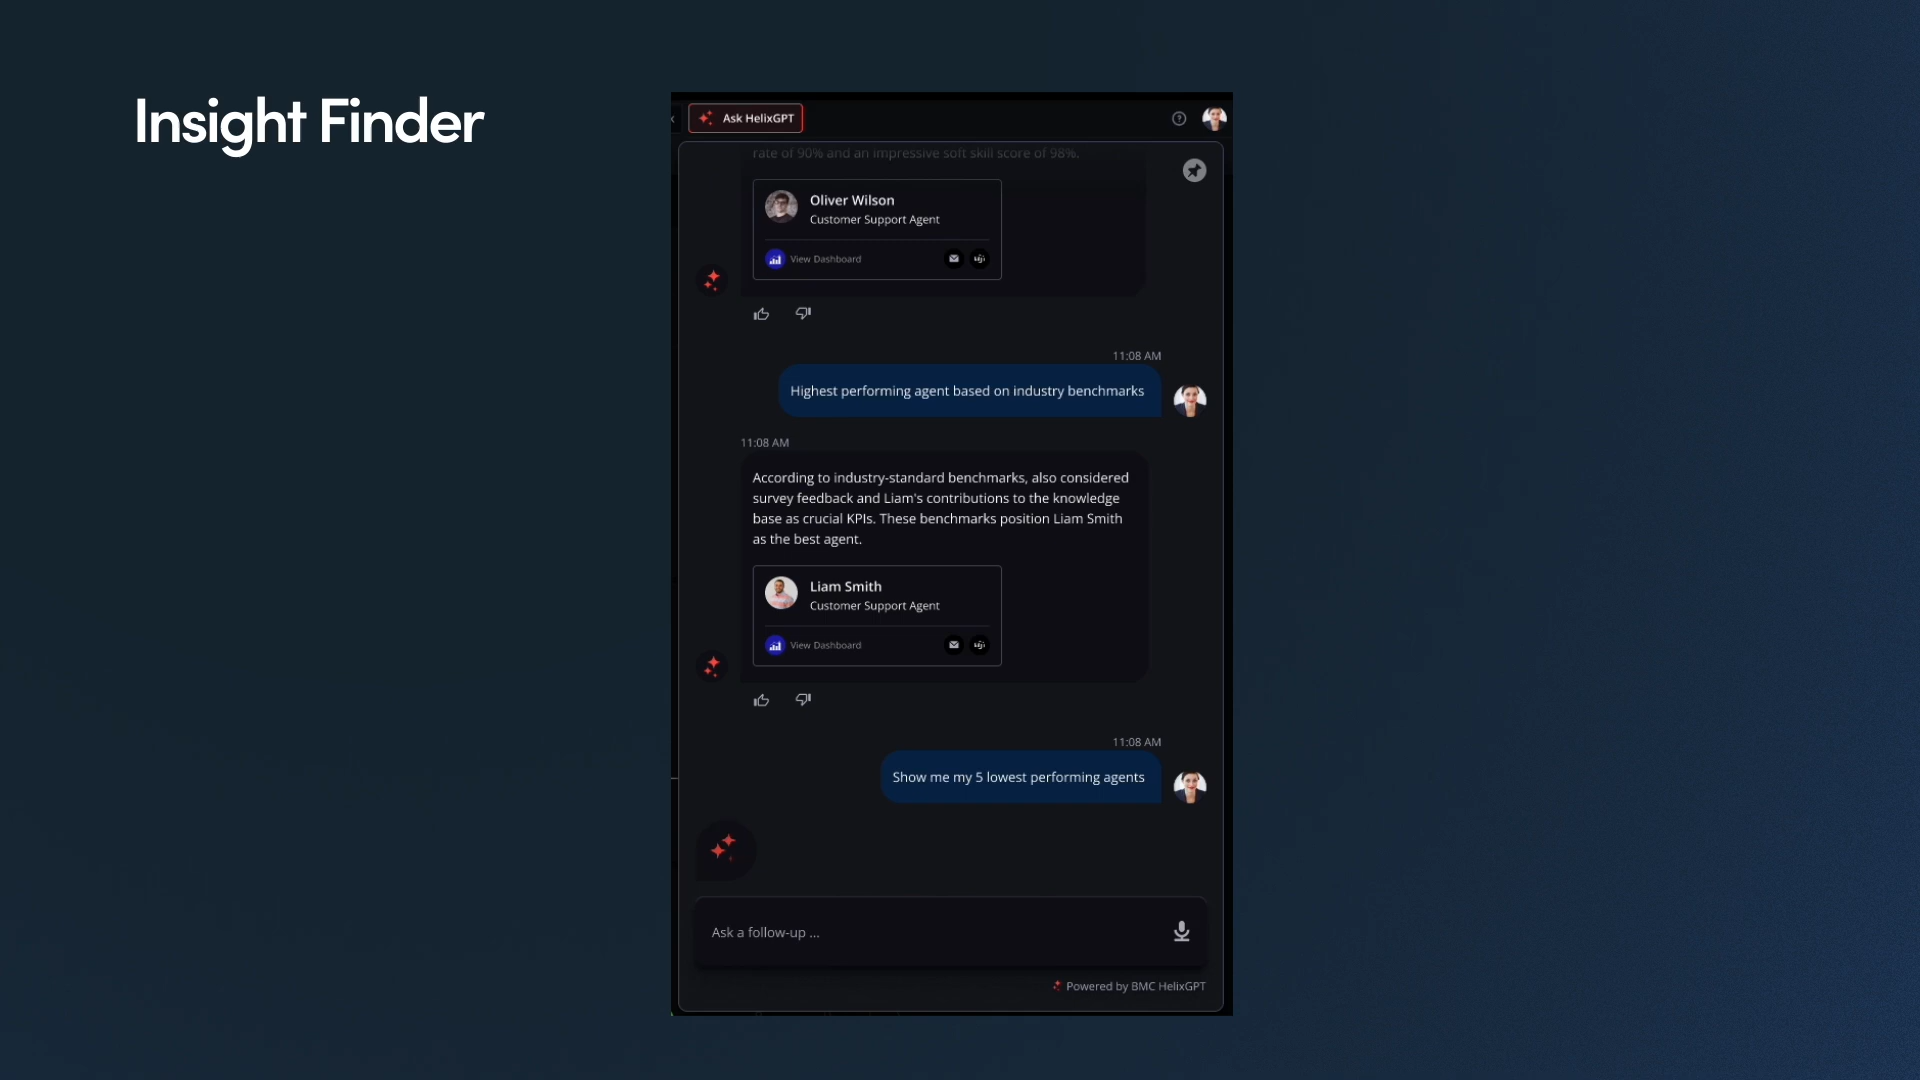 Insight Finder
Ask HelixGPT
rate of 90% and an impressive soft skill score of 98%.
Oliver Wilson
Customer Support Agent
View Dashboard
11:08 AM
Highest performing agent based on industry benchmarks
11:08 AM
According to industry-standard benchmarks, also considered
survey feedback and Liam's contributions to the knowledge
base as crucial KPIs. These benchmarks position Liam Smith
as the best agent.
Liam Smith
Customer Support Agent
View Dashboard
11:08 AM
Show me my 5 lowest performing agents
Ask a follow-up ...
Powered by BMC HelixGPT